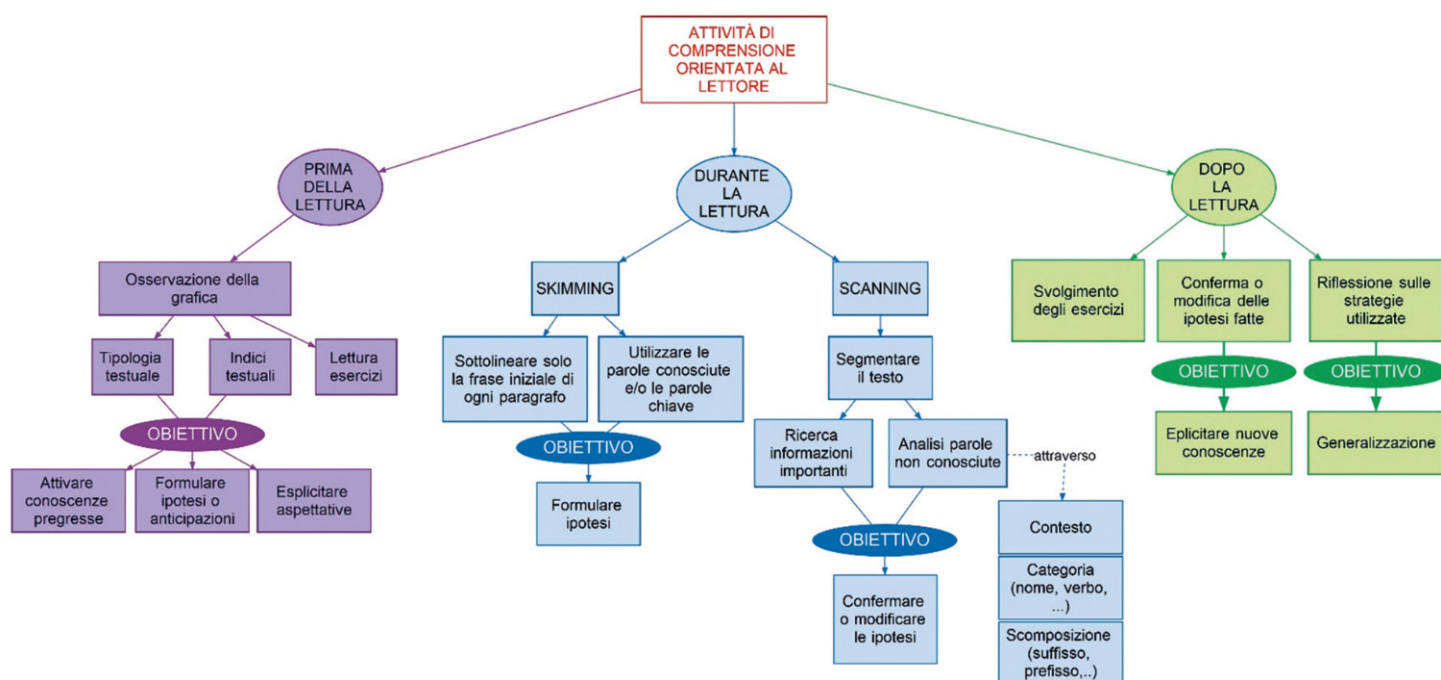 ATTIVITÀ DI
COMPRENSIONE
ORIENTATA AL
LETTORE
PRIMA
DELLA
LETTURA
Osservazione della
grafica
Tipologia
testuale
Indici
testuali
Lettura
esercizi
OBIETTIVO
Attivare
conoscenze
pregresse
Formulare
ipotesi o
anticipazioni
Esplicitare
aspettative
DURANTE
LA
LETTURA
SKIMMING
Sottolineare solo
la frase iniziale di
ogni paragrafo
Utilizzare le
parole conosciute
e/o le parole
chiave
OBIETTIVO
Formulare
ipotesi
SCANNING
Segmentare
il testo
Ricerca
informazioni
importanti
Analisi parole
non conosciute
attraverso
Contesto
Categoria
(nome, verbo,
...)
Scomposizione
(suffisso,
prefisso,..)
OBIETTIVO
Confermare
o modificare
le ipotesi
DOPO
LA
LETTURA
Svolgimento
degli esercizi
Conferma o
modifica delle
ipotesi fatte
OBIETTIVO
Eplicitare nuove
conoscenze
Riflessione sulle
strategie
utilizzate
OBIETTIVO
Generalizzazione